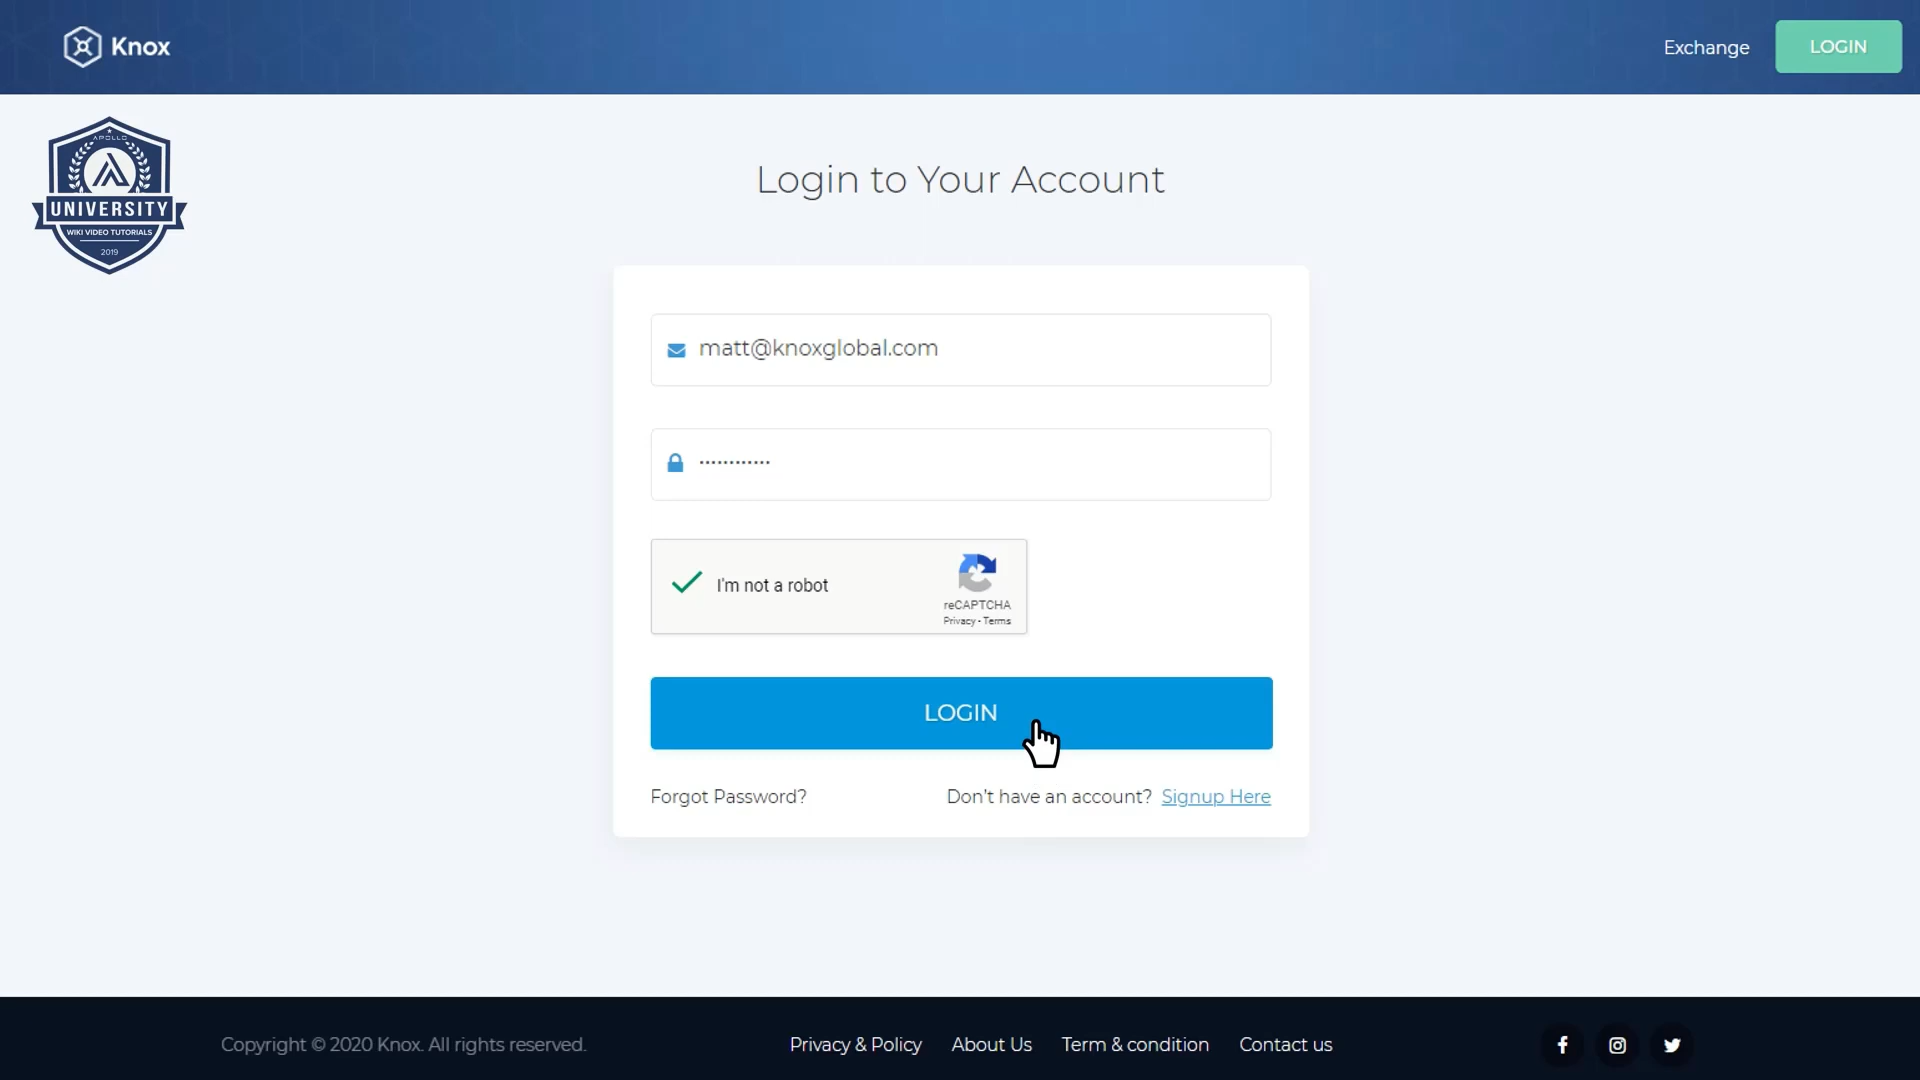 Knox
Exchange
LOGIN
APOLLO
UNIVERSITY
WIKI VIDEO TUTORIALS
2019
Login to Your Account
matt@knoxglobal.com
············
I'm not a robot
reCAPTCHA
Privacy - Terms
LOGIN
Forgot Password?
Don't have an account? Signup Here
Copyright © 2020 Knox. All rights reserved.
Privacy & Policy
About Us
Term & condition
Contact us